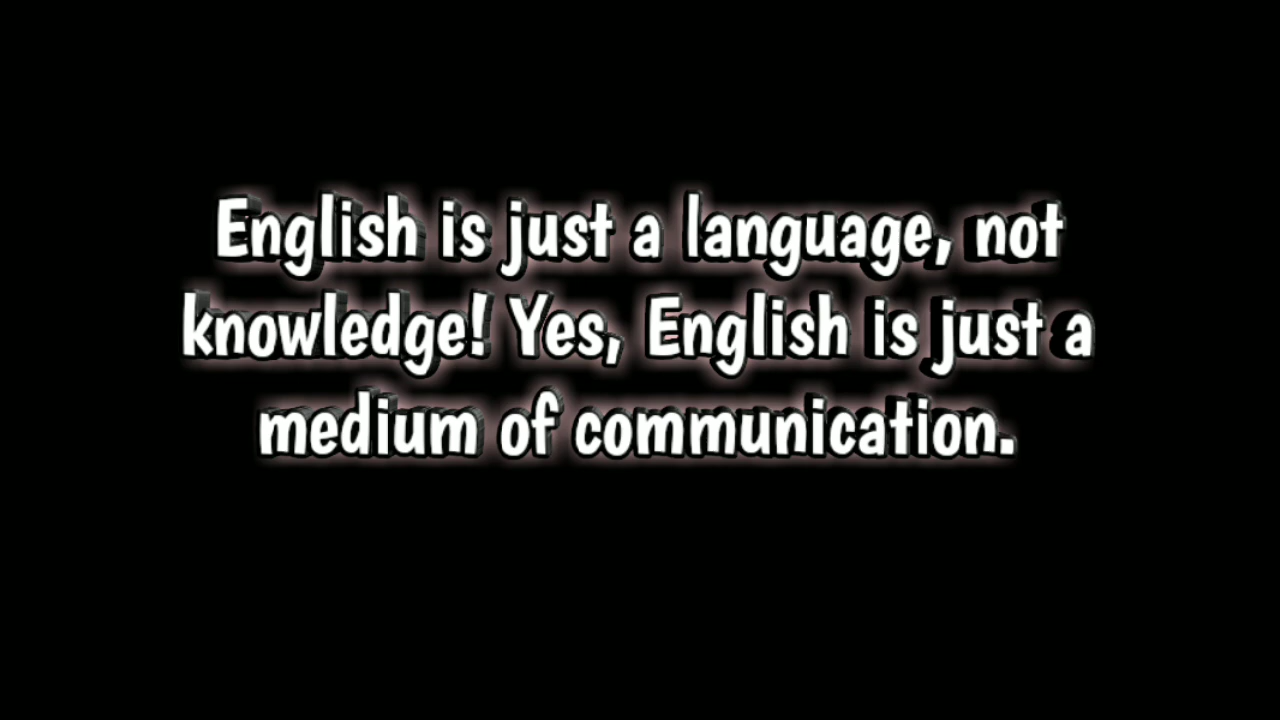 English is just a language, not
knowledge! Yes, English is just a
medium of communication.